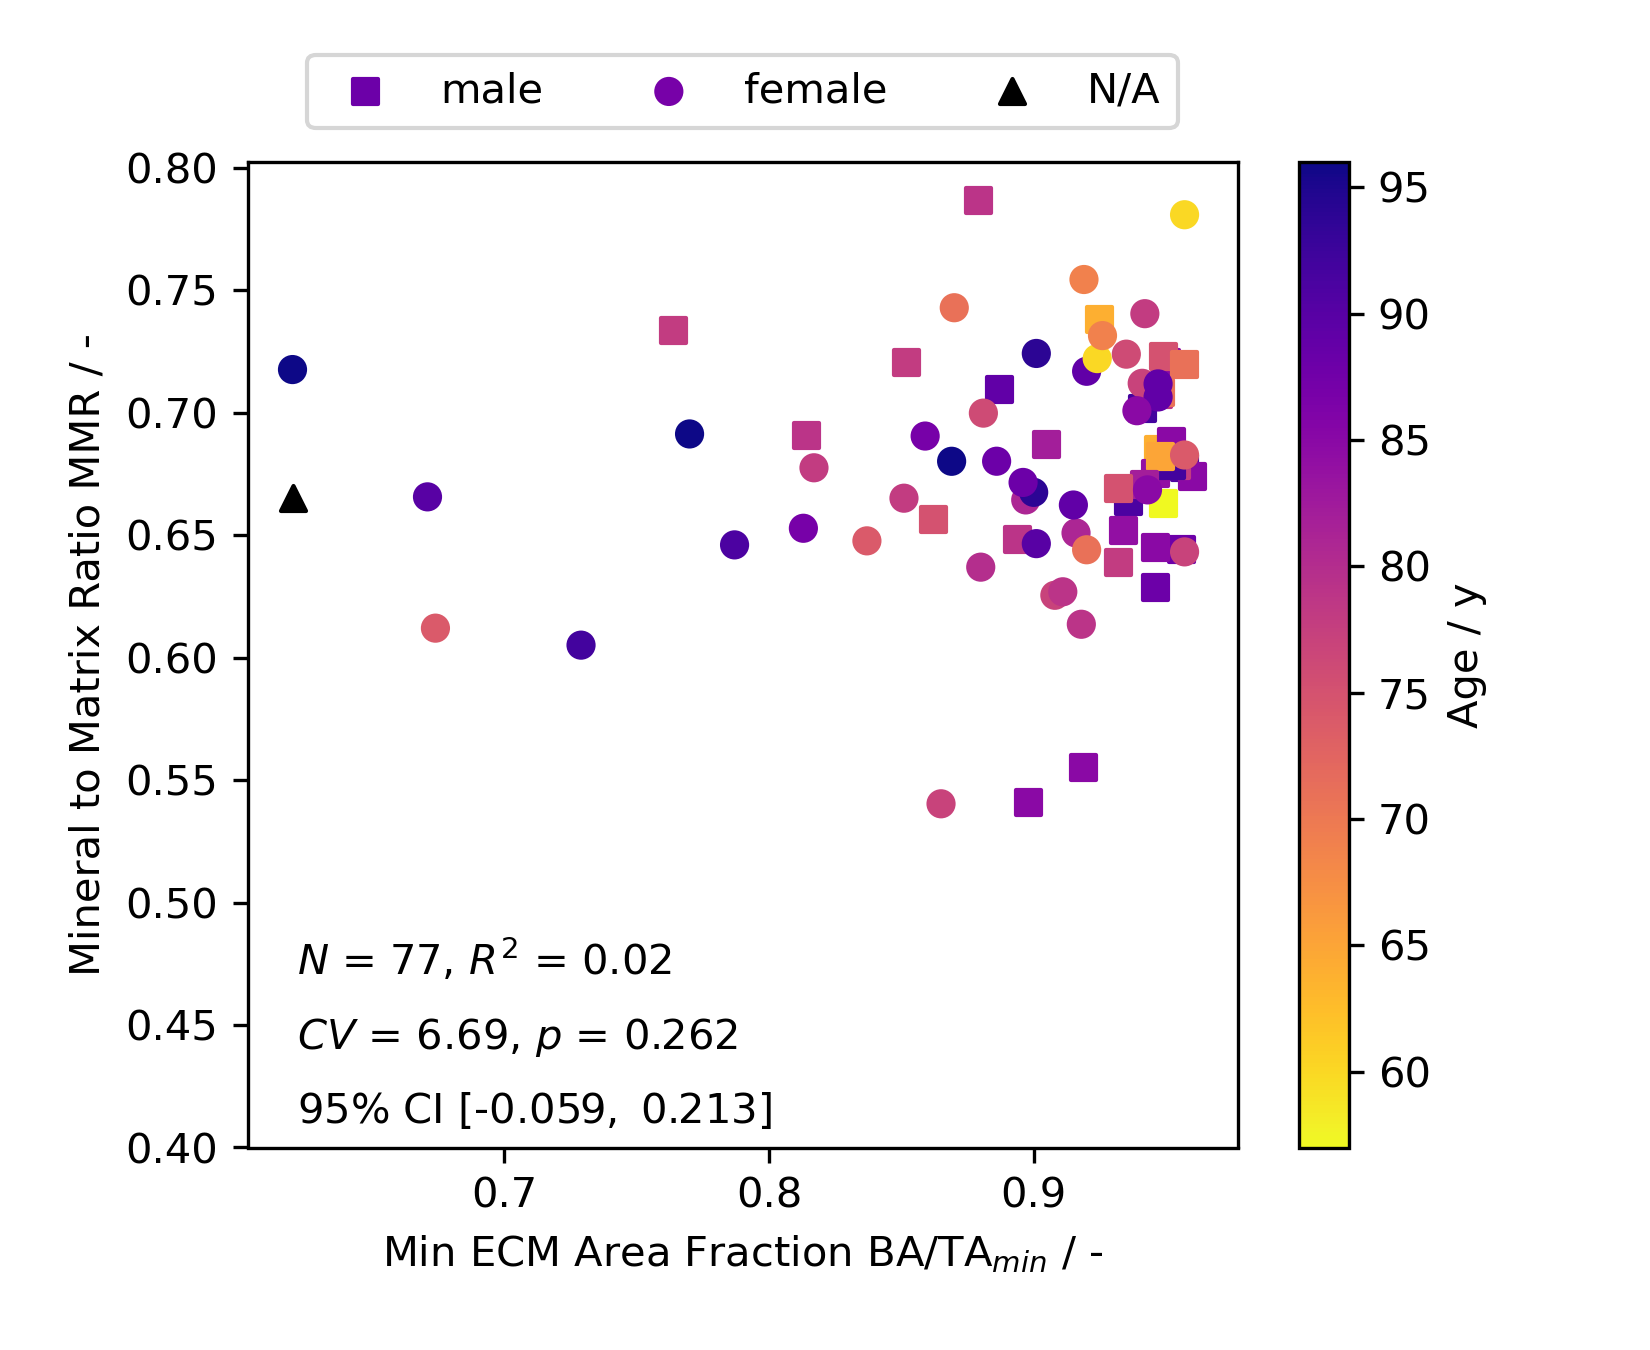 male female N/A
0.80
0.75
0.70
0.65
0.60
0.55
0.50
0.45
0.40
Mineral to Matrix Ratio MMR / -
N = 77, R² = 0.02
CV = 6.69, p = 0.262
95% CI [-0.059, 0.213]
0.7 0.8 0.9
Min ECM Area Fraction BA/TAmin / -
95
90
85
80
75
70
65
60
Age / y